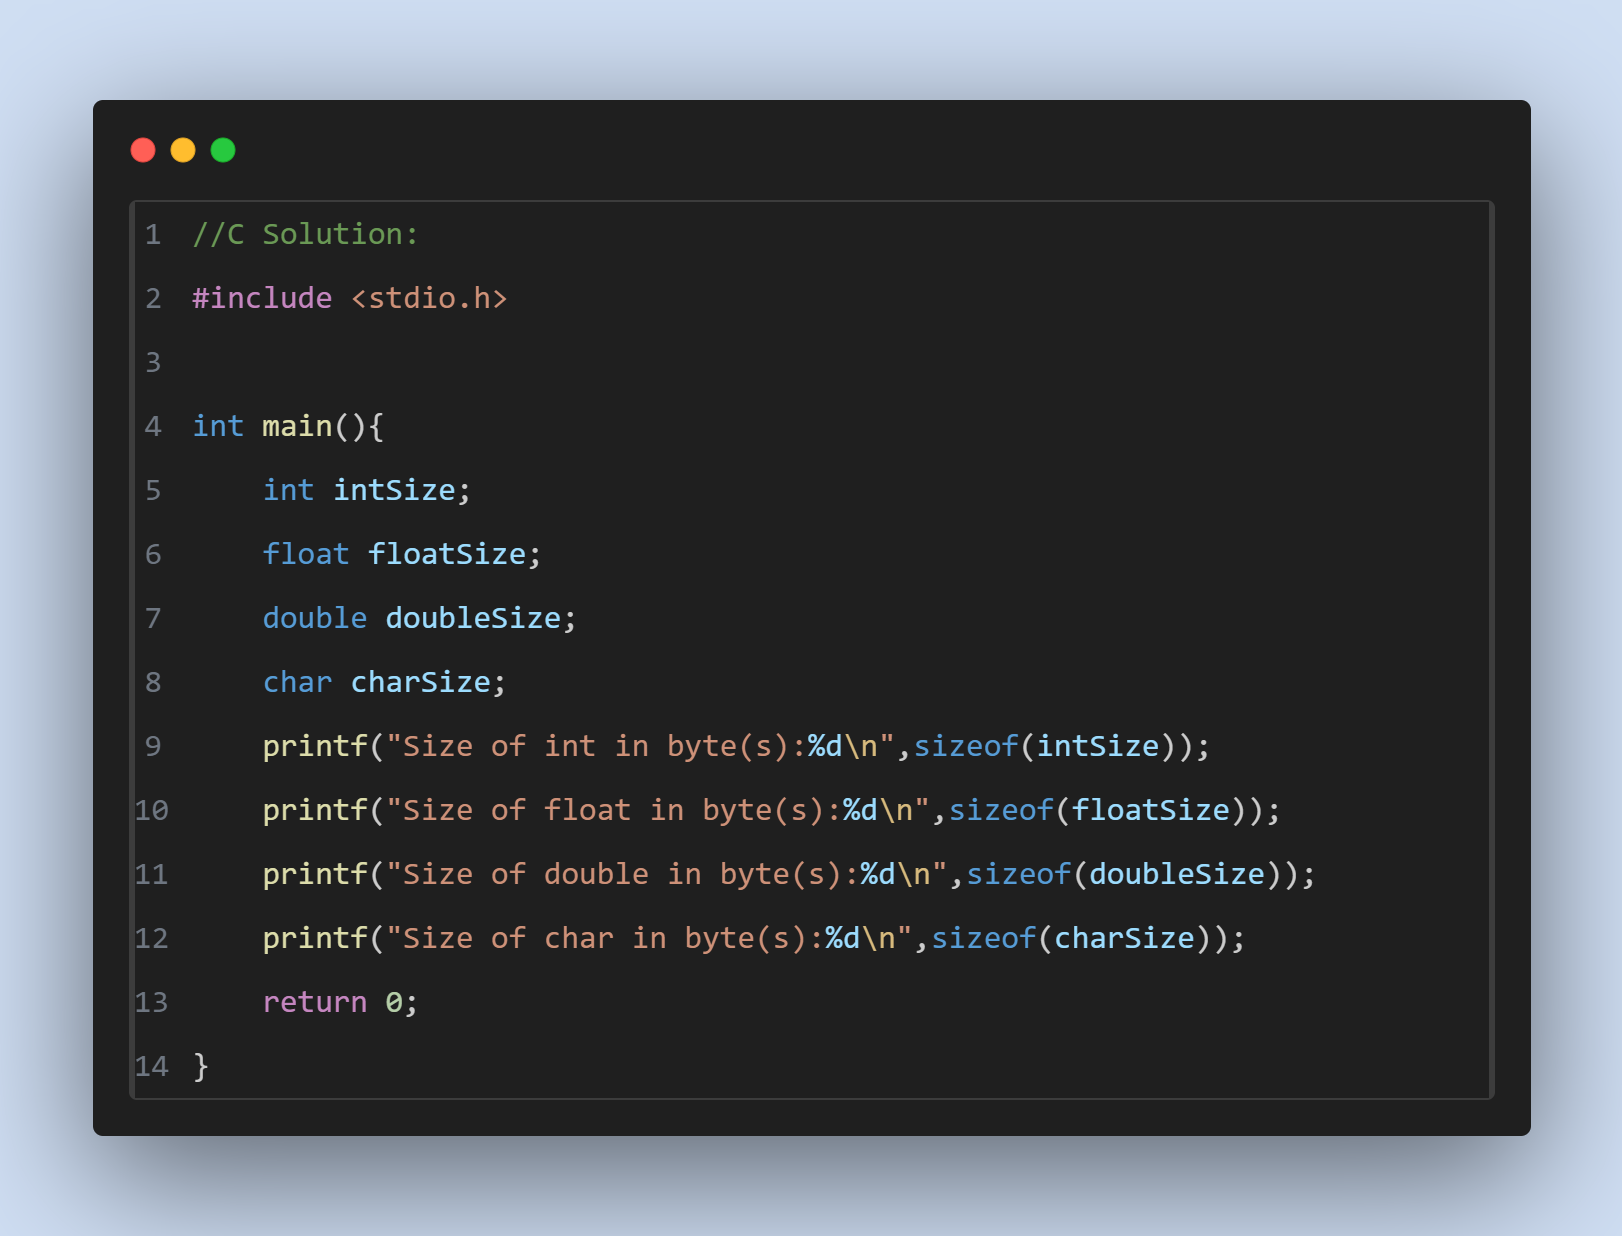 1 //C Solution:
2 #include <stdio.h>
3
4 int main(){
5     int intSize;
6     float floatSize;
7     double doubleSize;
8     char charSize;
9     printf("Size of int in byte(s):%d\n",sizeof(intSize));
10     printf("Size of float in byte(s):%d\n",sizeof(floatSize));
11     printf("Size of double in byte(s):%d\n",sizeof(doubleSize));
12     printf("Size of char in byte(s):%d\n",sizeof(charSize));
13     return 0;
14 }